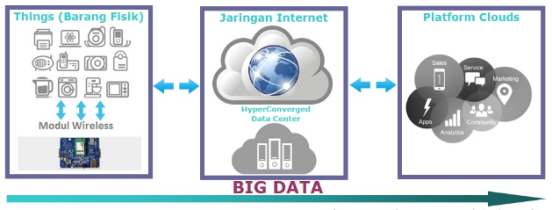 Things (Barang Fisik)
Modul Wireless
Jaringan Internet
HyperConverged
Data Center
Platform Clouds
Sales
Service
Marketing
Apps
Analytics
Community
BIG DATA